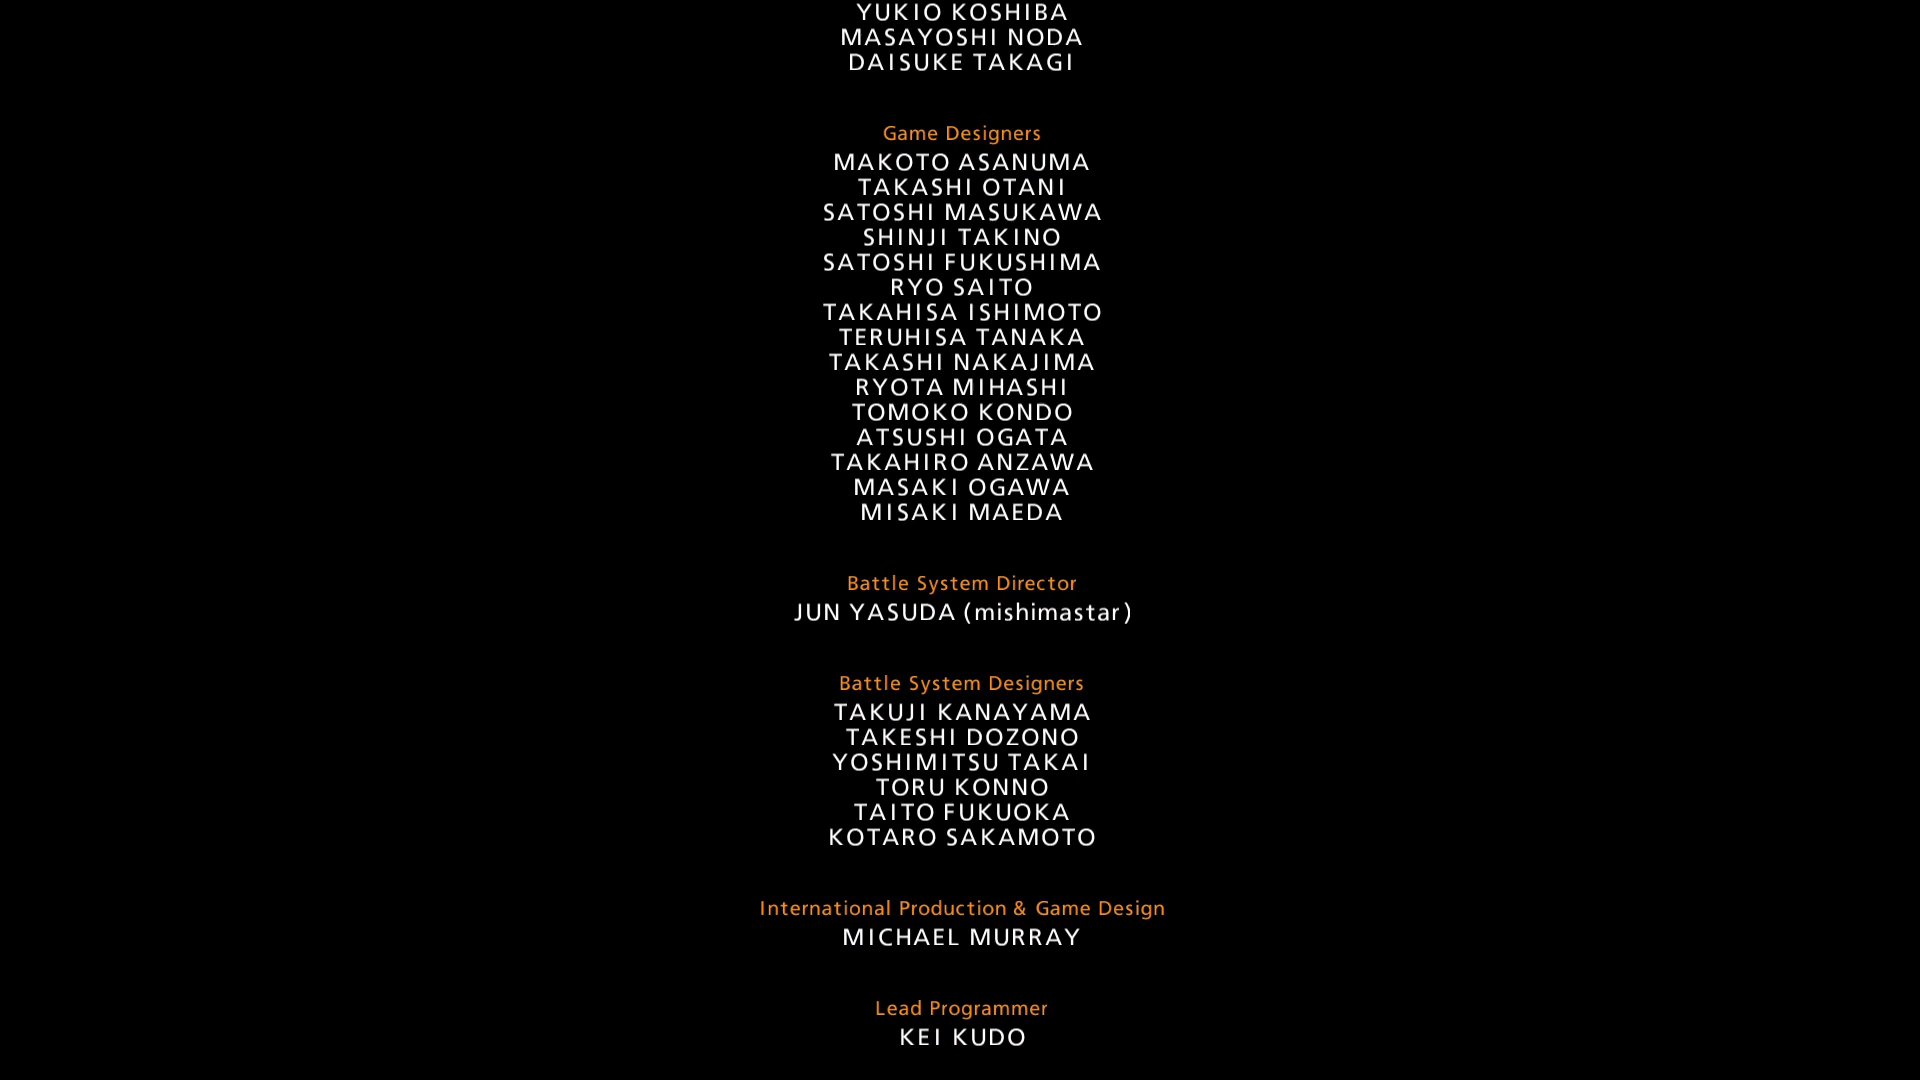 YUKIO KOSHIBA
MASAYOSHI NODA
DAISUKE TAKAGI
Game Designers
MAKOTO ASANUMA
TAKASHI OTANI
SATOSHI MASUKAWA
SHINJI TAKINO
SATOSHI FUKUSHIMA
RYO SAITO
TAKAHISA ISHIMOTO
TERUHISA TANAKA
TAKASHI NAKAJIMA
RYOTA MIHASHI
TOMOKO KONDO
ATSUSHI OGATA
TAKAHIRO ANZAWA
MASAKI OGAWA
MISAKI MAEDA
Battle System Director
JUN YASUDA (mishimastar)
Battle System Designers
TAKUJI KANAYAMA
TAKESHI DOZONO
YOSHIMITSU TAKAI
TORU KONNO
TAITO FUKUOKA
KOTARO SAKAMOTO
International Production & Game Design
MICHAEL MURRAY
Lead Programmer
KEI KUDO